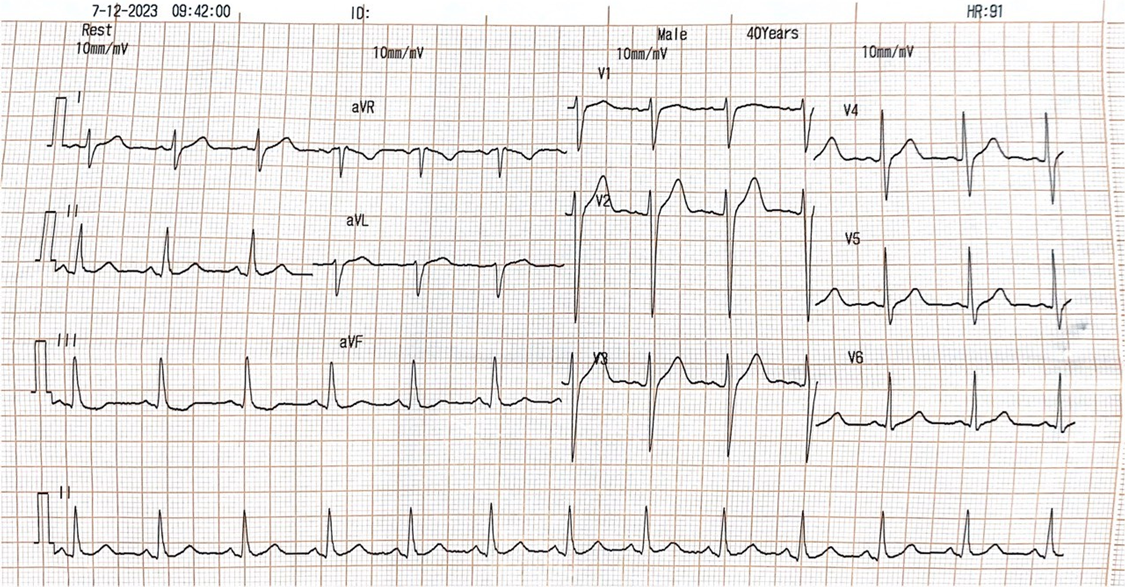 7-12-2023 09:42:00 ID: HR:91
Rest Male 40Years
10mm/mV 10mm/mV 10mm/mV 10mm/mV
I aVR V1 V4
II aVL V2 V5
III aVF V3 V6
II